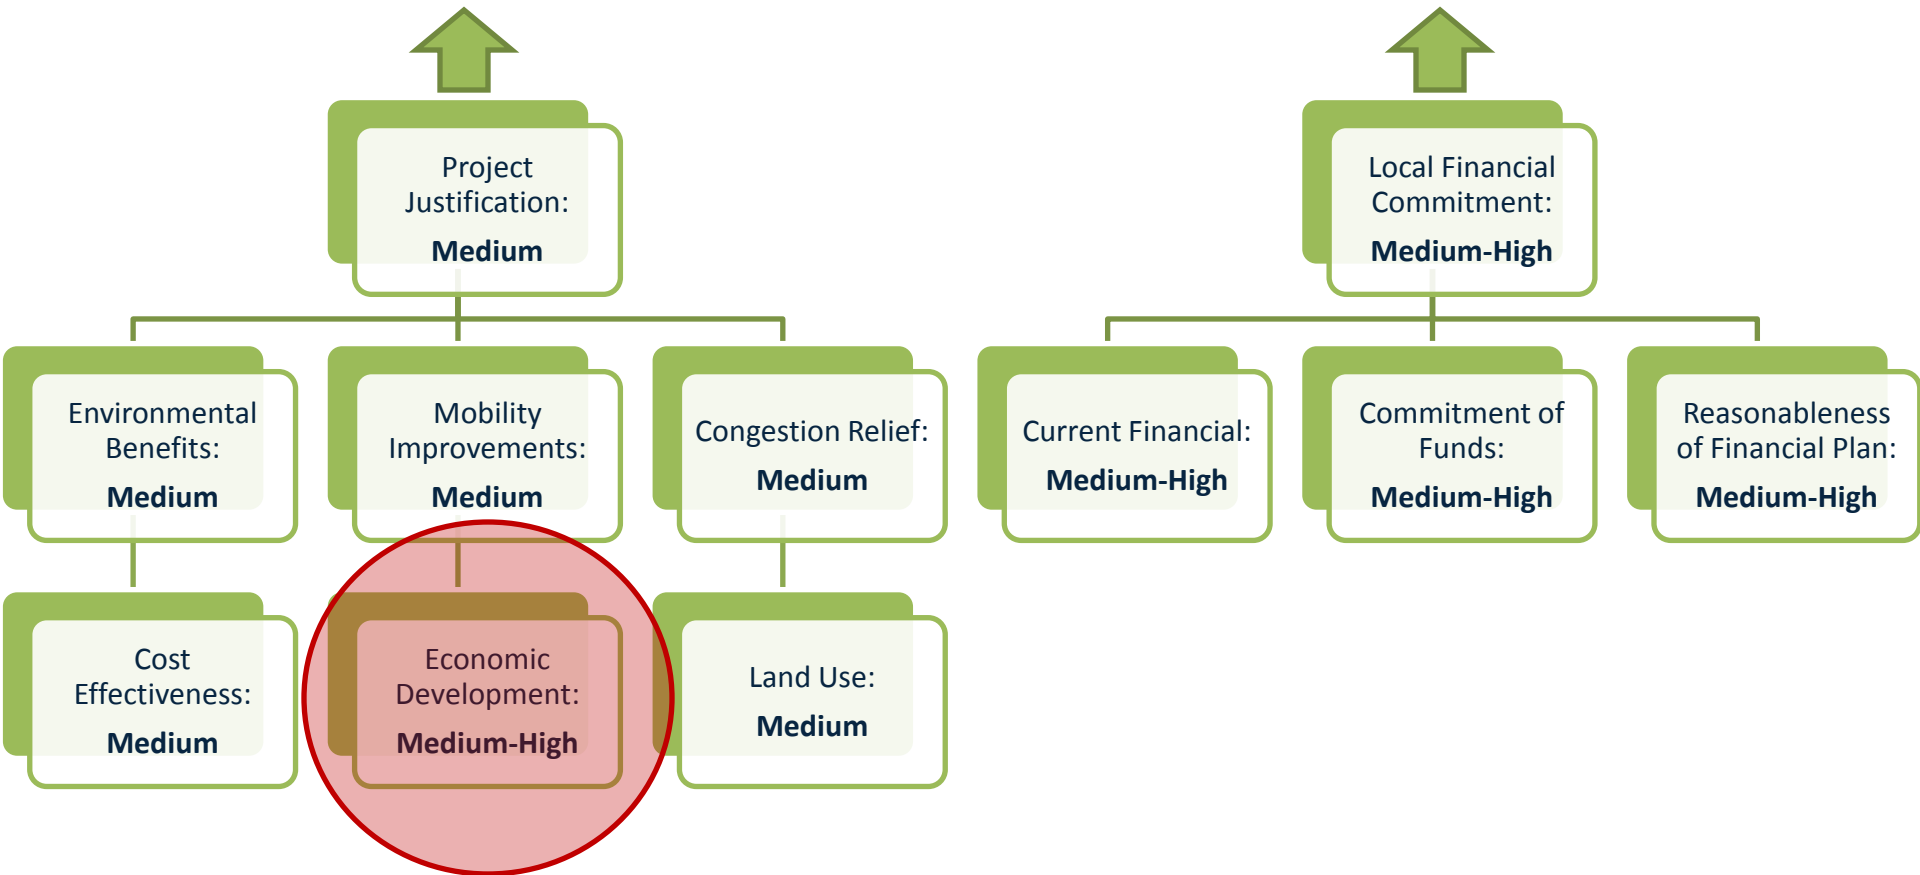 Project
Justification:
Medium
Local Financial
Commitment:
Medium-High
Environmental
Benefits:
Medium
Mobility
Improvements:
Medium
Congestion Relief:
Medium
Current Financial:
Medium-High
Commitment of
Funds:
Medium-High
Reasonableness
of Financial Plan:
Medium-High
Cost
Effectiveness:
Medium
Economic
Development:
Medium-High
Land Use:
Medium